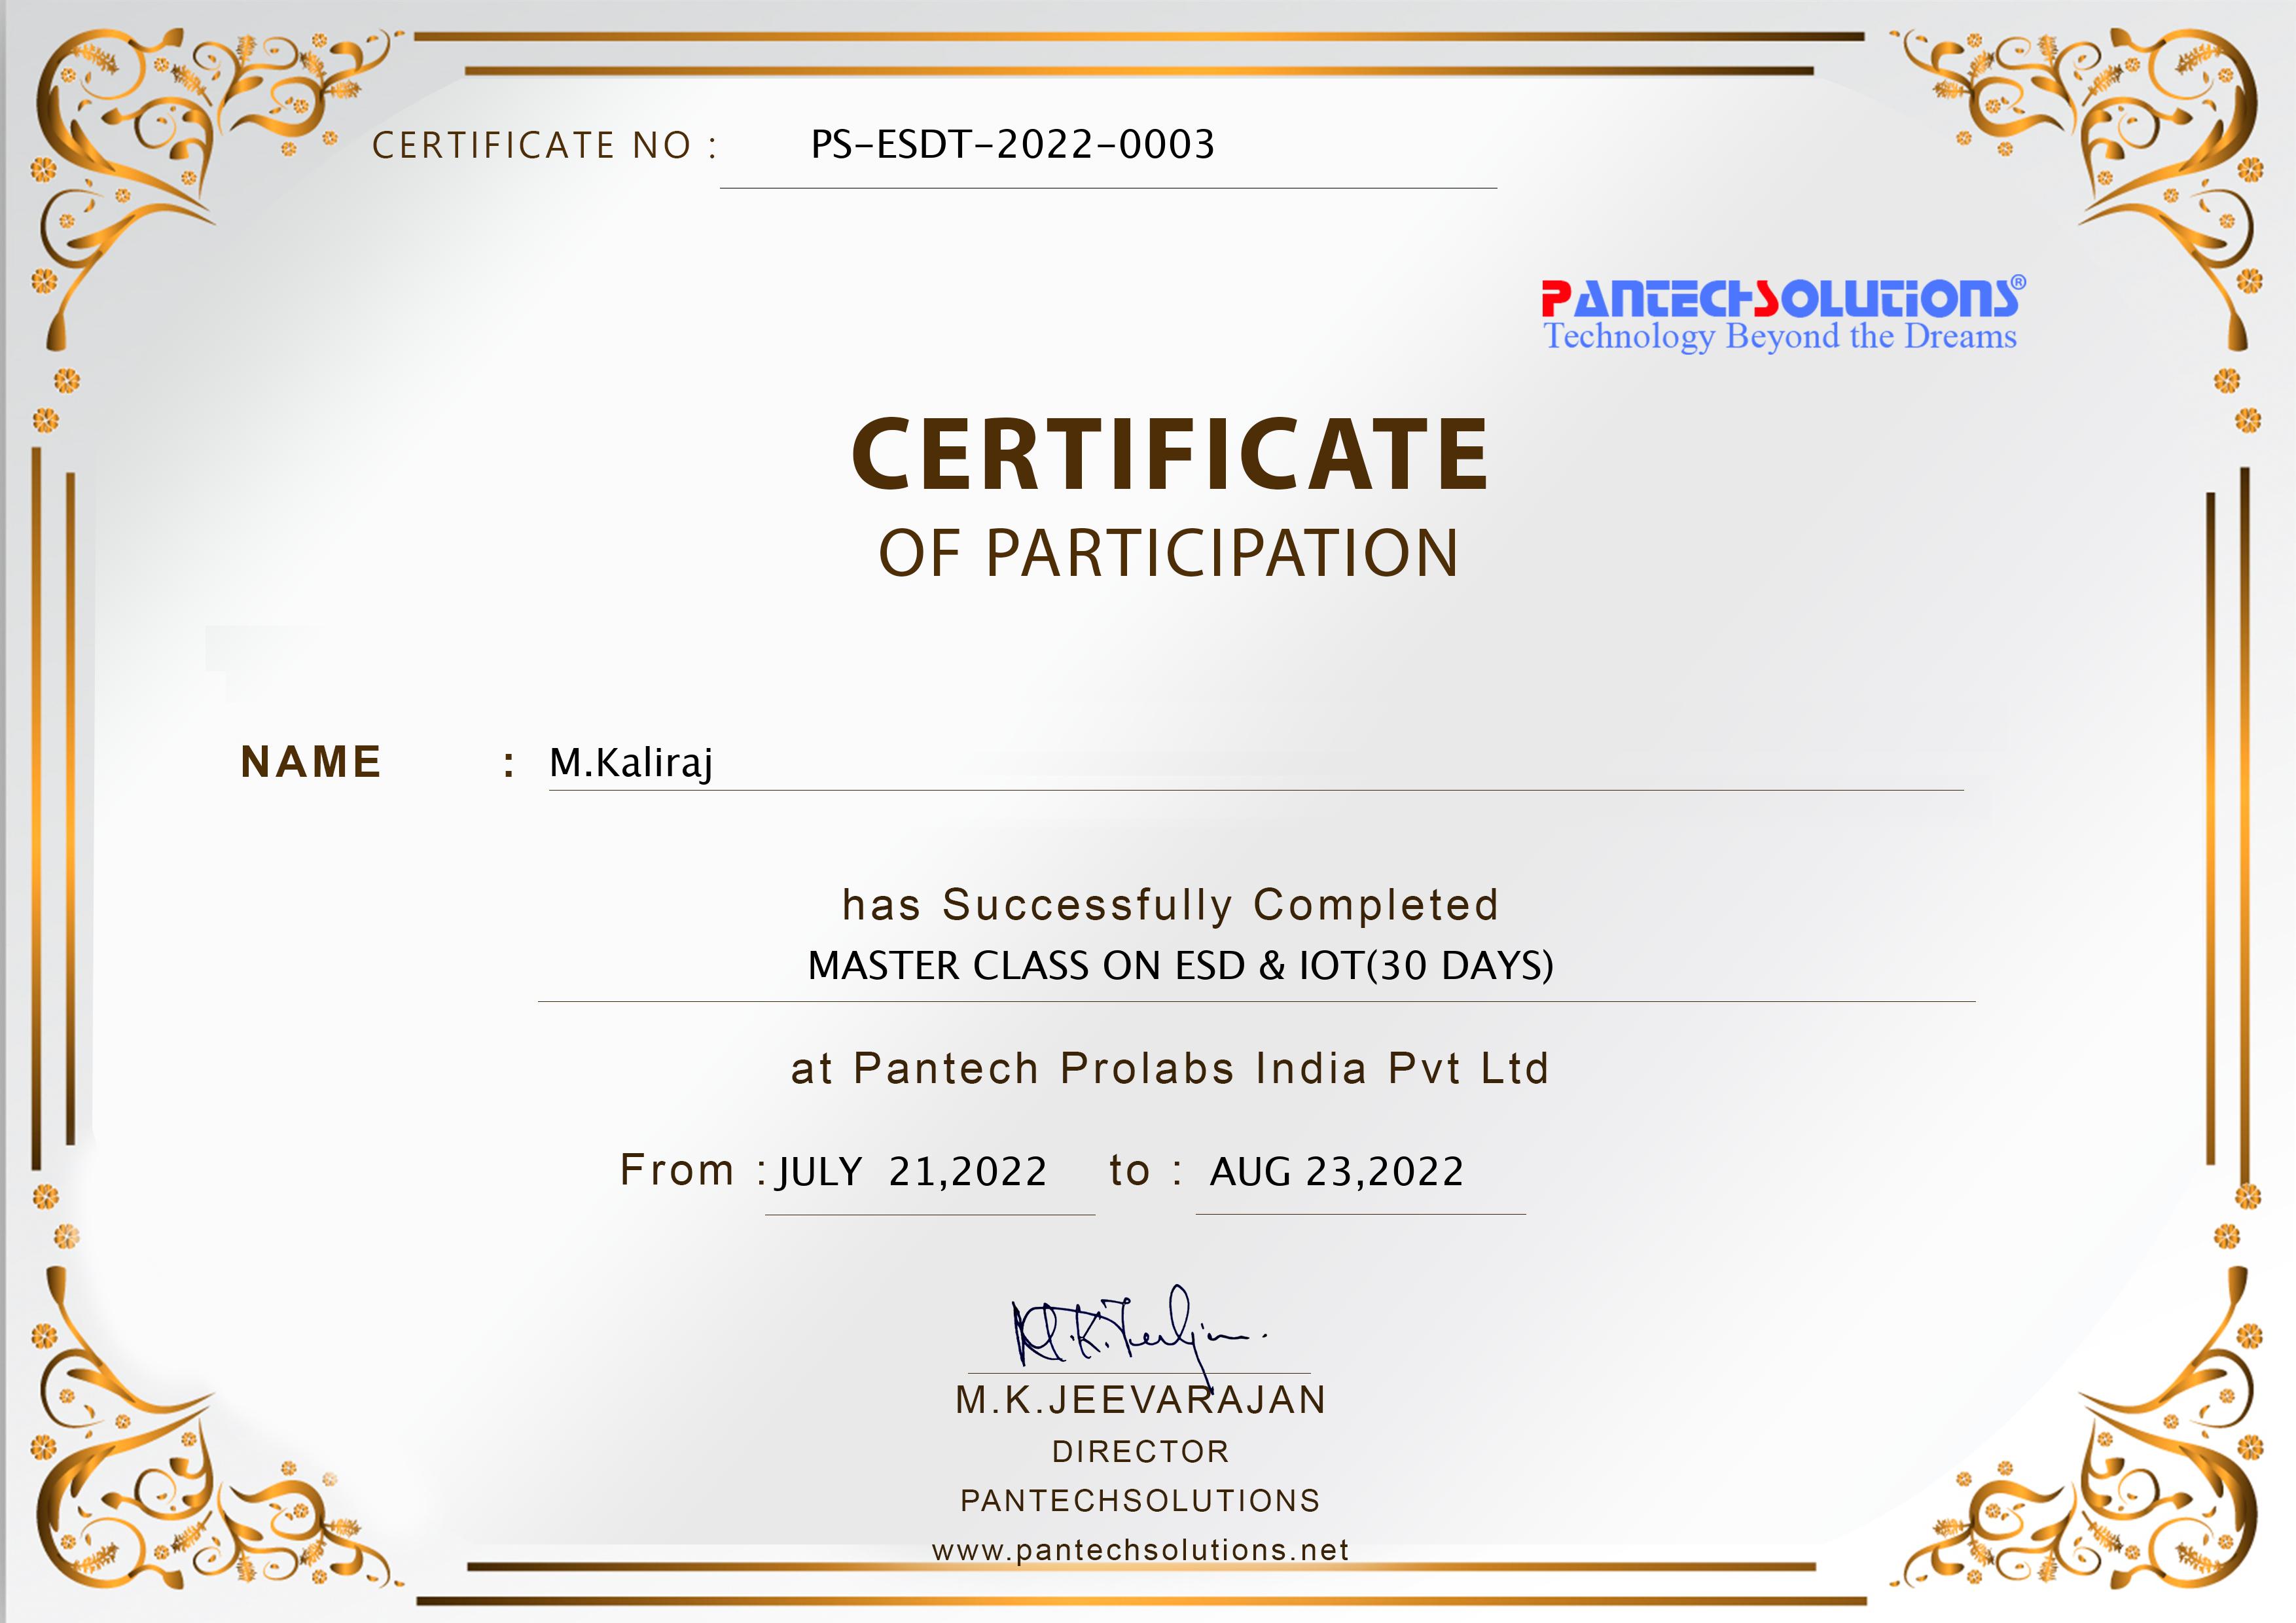 CERTIFICATE NO : PS-ESDT-2022-0003
PANTECHSOLUTIONS®
Technology Beyond the Dreams
CERTIFICATE
OF PARTICIPATION
NAME : M.Kaliraj
has Successfully Completed
MASTER CLASS ON ESD & IOT(30 DAYS)
at Pantech Prolabs India Pvt Ltd
From : JULY 21,2022 to : AUG 23,2022
M.K.JEEVARAJAN
DIRECTOR
PANTECHSOLUTIONS
www.pantechsolutions.net